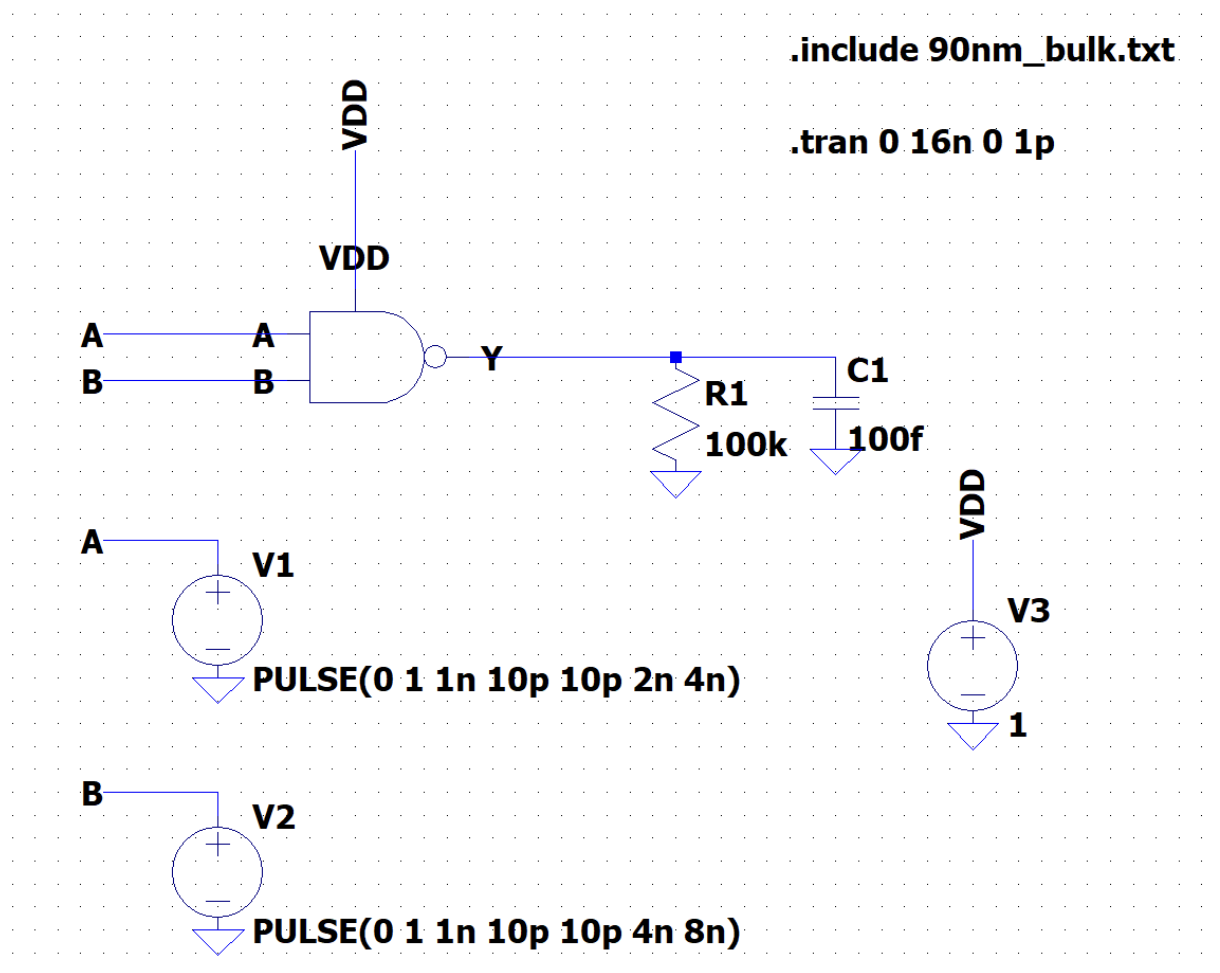 .include 90nm_bulk.txt
VDD
.tran 0 16n 0 1p
VDD
A A
Y
B B
C1
R1
100k
100f
VDD
A
V1
V3
PULSE(0 1 1n 10p 10p 2n 4n)
1
B
V2
PULSE(0 1 1n 10p 10p 4n 8n)